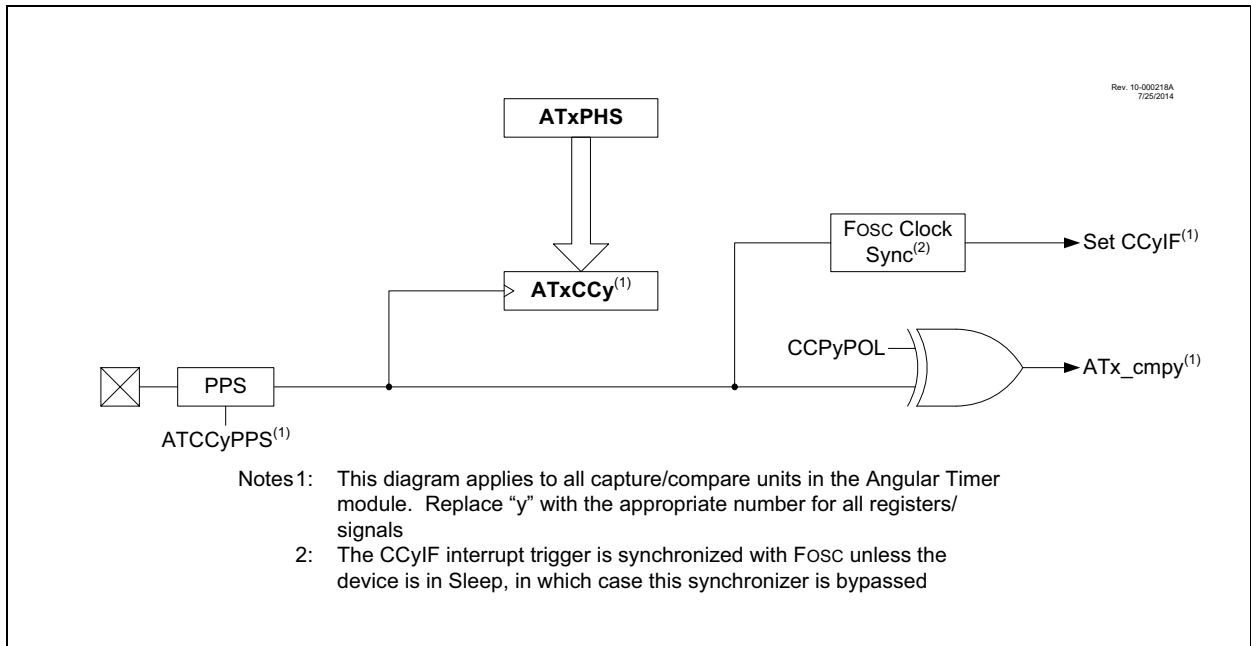 Rev. 10-000218A
7/25/2014
ATxPHS
FOSC Clock
Sync(2)
Set CCyIF(1)
ATxCCy(1)
CCPyPOL
ATx_cmpy(1)
PPS
ATCCyPPS(1)
Notes1: This diagram applies to all capture/compare units in the Angular Timer
module. Replace “y” with the appropriate number for all registers/
signals
2: The CCyIF interrupt trigger is synchronized with FOSC unless the
device is in Sleep, in which case this synchronizer is bypassed